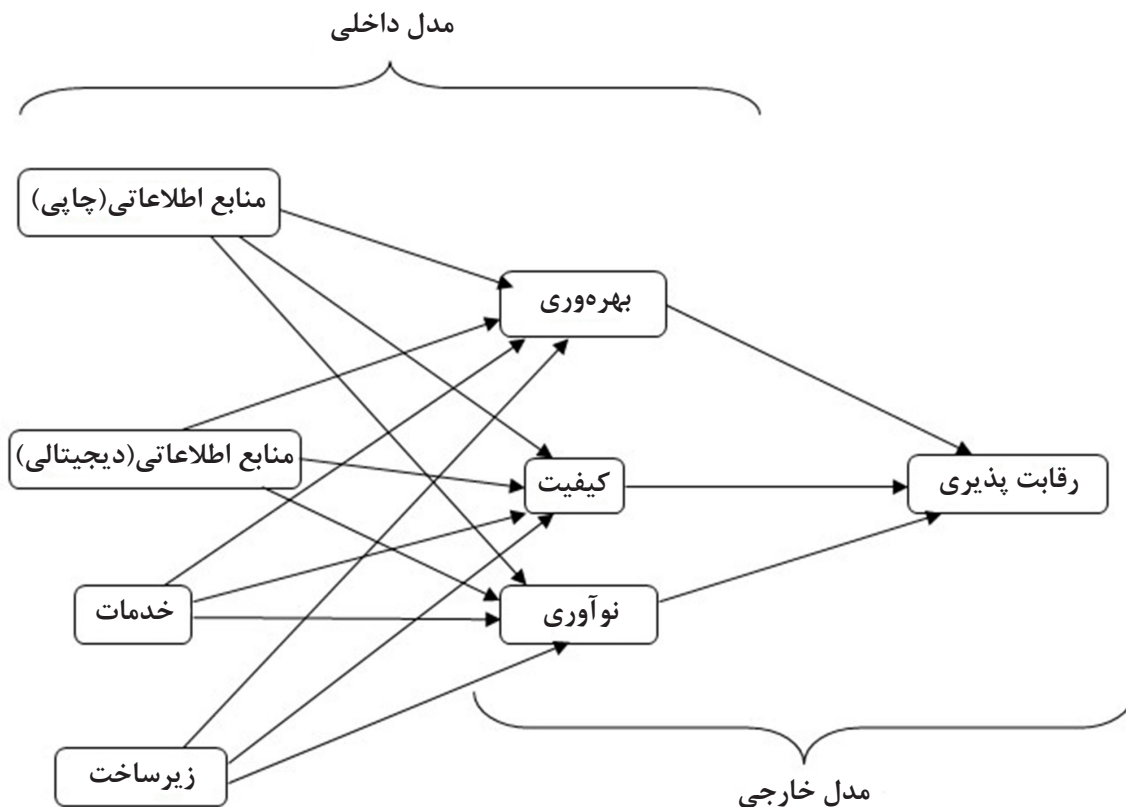 مدل داخلی
منابع اطلاعاتی(چاپی)
بهره‌وری
منابع اطلاعاتی(دیجیتالی)
کیفیت
رقابت پذیری
خدمات
نوآوری
زیرساخت
مدل خارجی